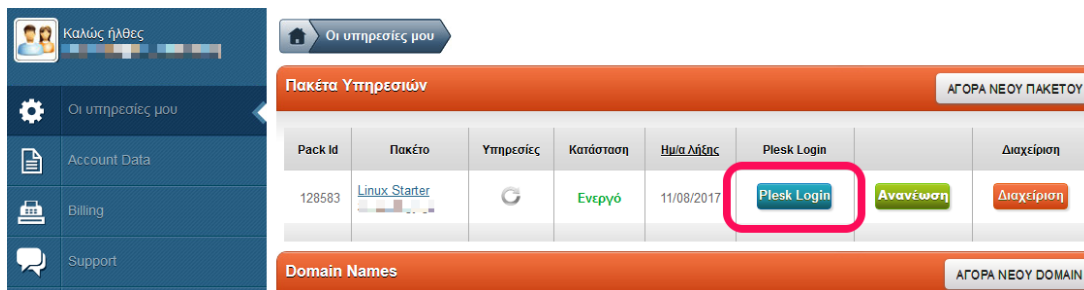 Καλώς ήλθες
Οι υπηρεσίες μου
Account Data
Billing
Support
Οι υπηρεσίες μου
Πακέτα Υπηρεσιών
ΑΓΟΡΑ ΝΕΟΥ ΠΑΚΕΤΟΥ
Pack Id Πακέτο Υπηρεσίες Κατάσταση Ημ/α Λήξης Plesk Login Διαχείριση
128583 Linux Starter Ενεργό 11/08/2017 Plesk Login Ανανέωση Διαχείριση
Domain Names
ΑΓΟΡΑ ΝΕΟΥ DOMAIN